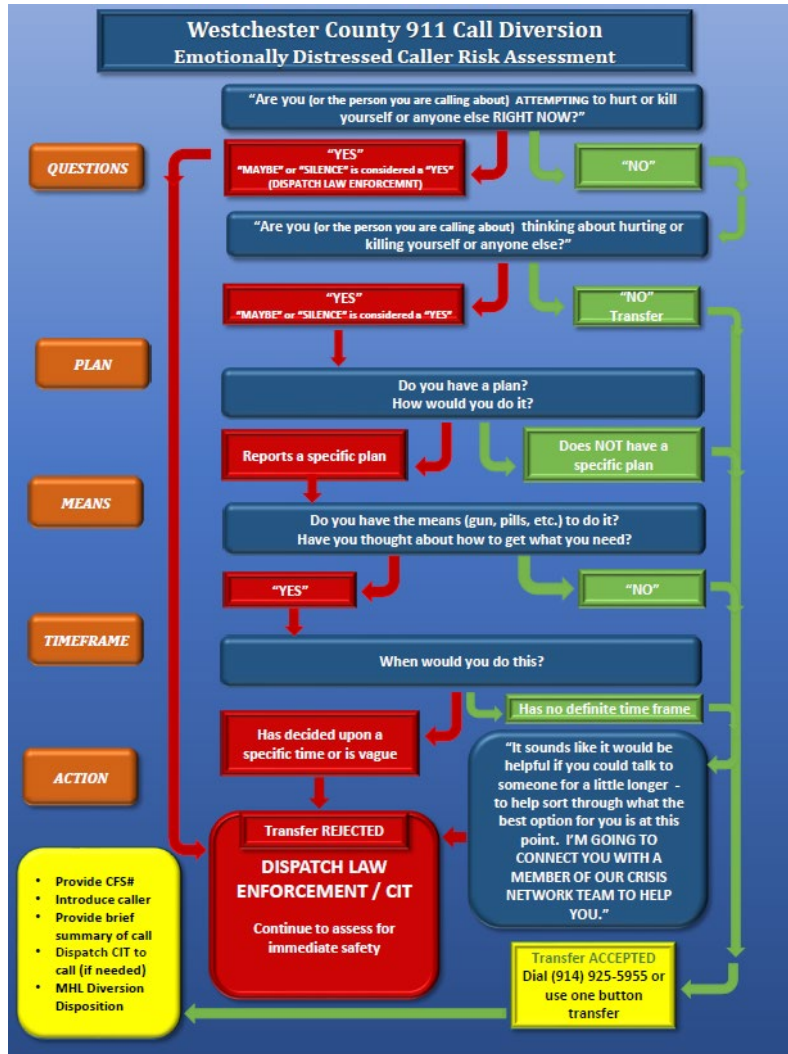 Westchester County 911 Call Diversion
Emotionally Distressed Caller Risk Assessment
“Are you (or the person you are calling about) ATTEMPTING to hurt or kill
yourself or anyone else RIGHT NOW?”
QUESTIONS
“YES”
“MAYBE” or “SILENCE” is considered a “YES”
(DISPATCH LAW ENFORCEMNT)
“NO”
“Are you (or the person you are calling about) thinking about hurting or
killing yourself or anyone else?”
“YES”
“MAYBE” or “SILENCE” is considered a “YES”
“NO”
Transfer
PLAN
Do you have a plan?
How would you do it?
Reports a specific plan
Does NOT have a
specific plan
MEANS
Do you have the means (gun, pills, etc.) to do it?
Have you thought about how to get what you need?
“YES”
“NO”
TIMEFRAME
When would you do this?
Has no definite time frame
Has decided upon a
specific time or is vague
ACTION
“It sounds like it would be
helpful if you could talk to
someone for a little longer -
to help sort through what the
best option for you is at this
point. I’M GOING TO
CONNECT YOU WITH A
MEMBER OF OUR CRISIS
NETWORK TEAM TO HELP
YOU.”
Transfer REJECTED
DISPATCH LAW
ENFORCEMENT / CIT
Continue to assess for
immediate safety
• Provide CFS#
• Introduce caller
• Provide brief
summary of call
• Dispatch CIT to
call (if needed)
• MHL Diversion
Disposition
Transfer ACCEPTED
Dial (914) 925-5955 or
use one button
transfer